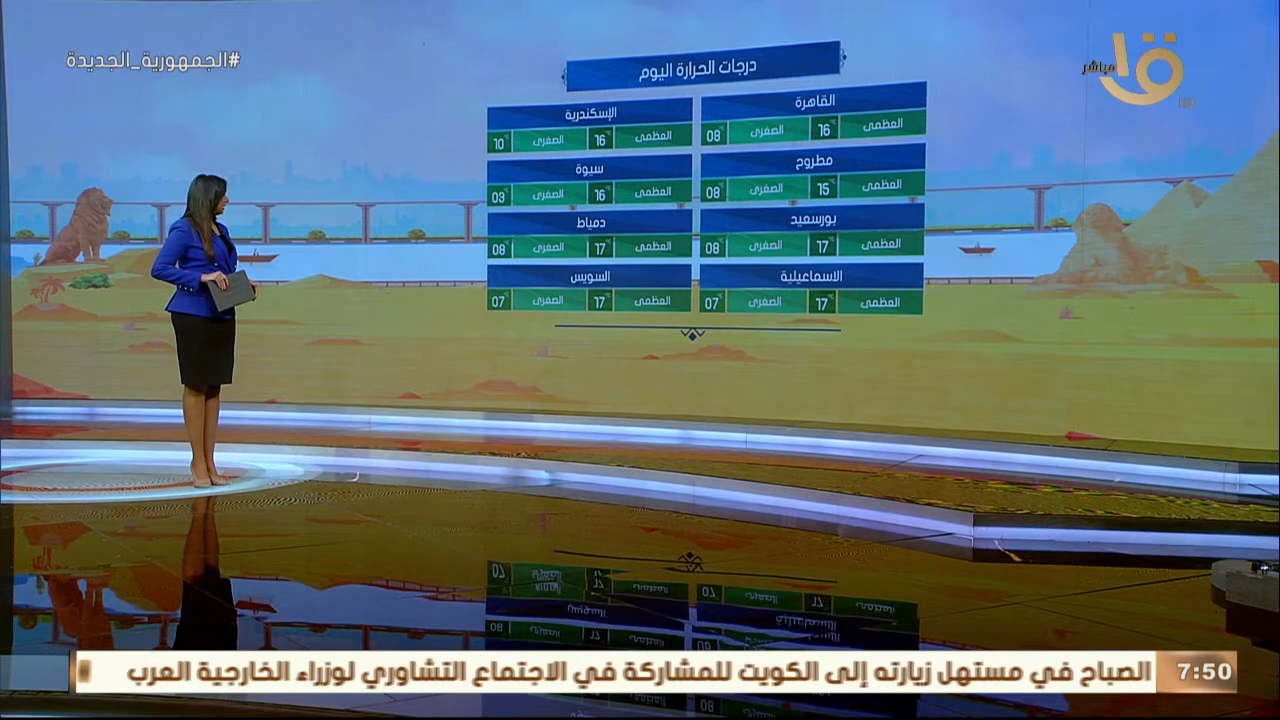 #الجمهورية_الجديدة
مباشر
درجات الحرارة اليوم
القاهرة
العظمى 16 الصغرى 08
الإسكندرية
العظمى 16 الصغرى 10
مطروح
العظمى 15 الصغرى 08
سيوة
العظمى 16 الصغرى 03
بورسعيد
العظمى 17 الصغرى 08
دمياط
العظمى 17 الصغرى 08
الاسماعيلية
العظمى 17 الصغرى 07
السويس
العظمى 17 الصغرى 07
7:50 الصباح في مستهل زيارته إلى الكويت للمشاركة في الاجتماع التشاوري لوزراء الخارجية العرب